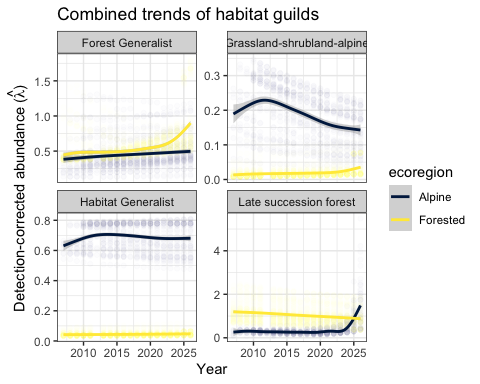 Combined trends of habitat guilds
Forest Generalist
Grassland-shrubland-alpine
1.5
1.0
0.5
0.3
0.2
0.1
0.0
Detection-corrected abundance (λ̂)
Habitat Generalist
Late succession forest
0.8
0.6
0.4
0.2
0.0
4
2
0
2010 2015 2020 2025
2010 2015 2020 2025
Year
ecoregion
Alpine
Forested